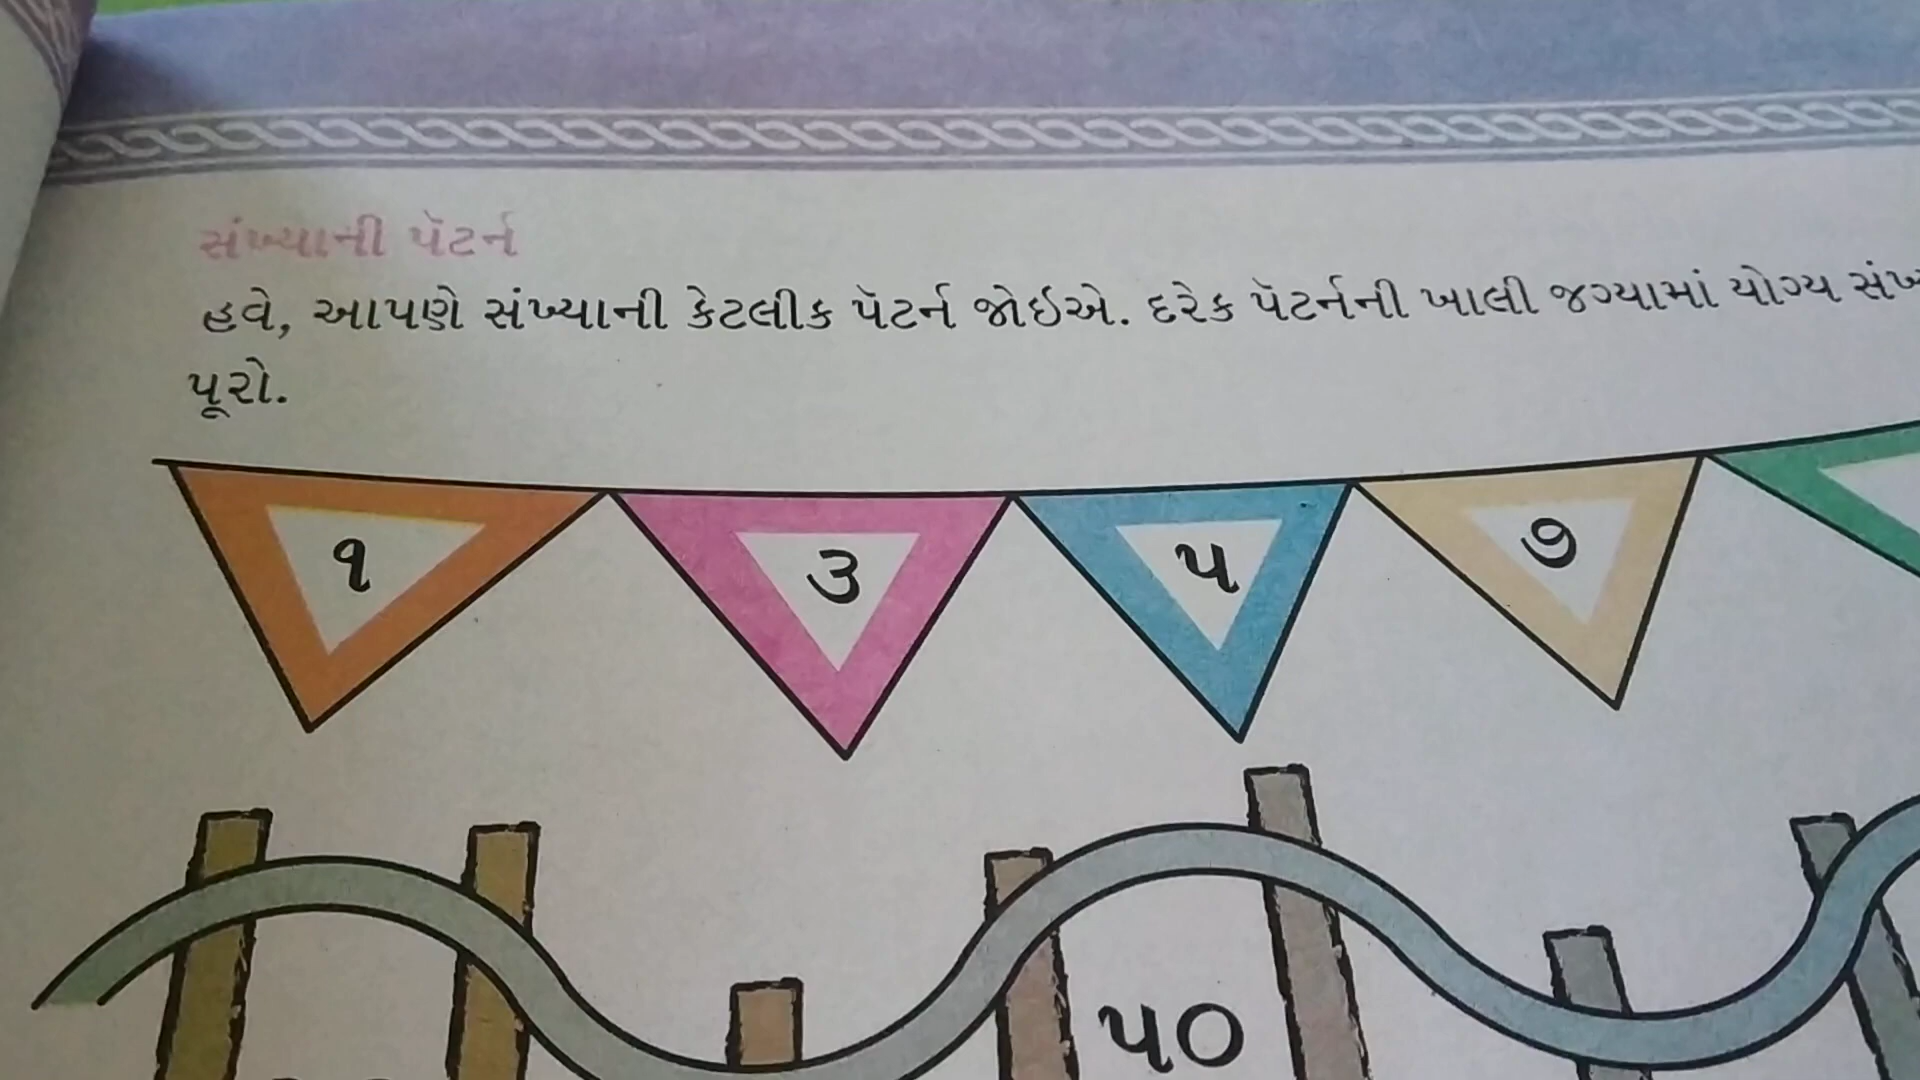 સંખ્યાની પૅટર્ન
હવે, આપણે સંખ્યાની કેટલીક પૅટર્ન જોઈએ. દરેક પૅટર્નની ખાલી જગ્યામાં યોગ્ય
પૂરો.
૧ ૩ ૫ ૭
૫૦